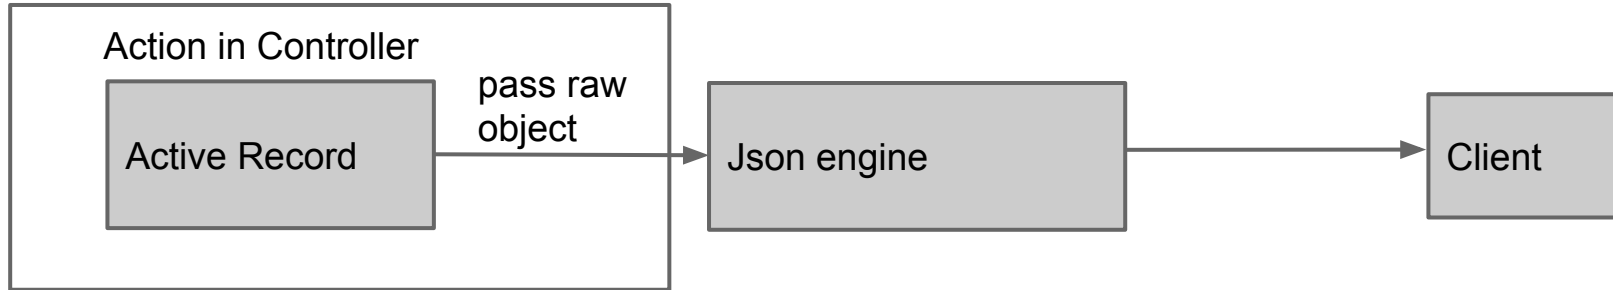 Action in Controller
pass raw
object
Active Record
Json engine
Client